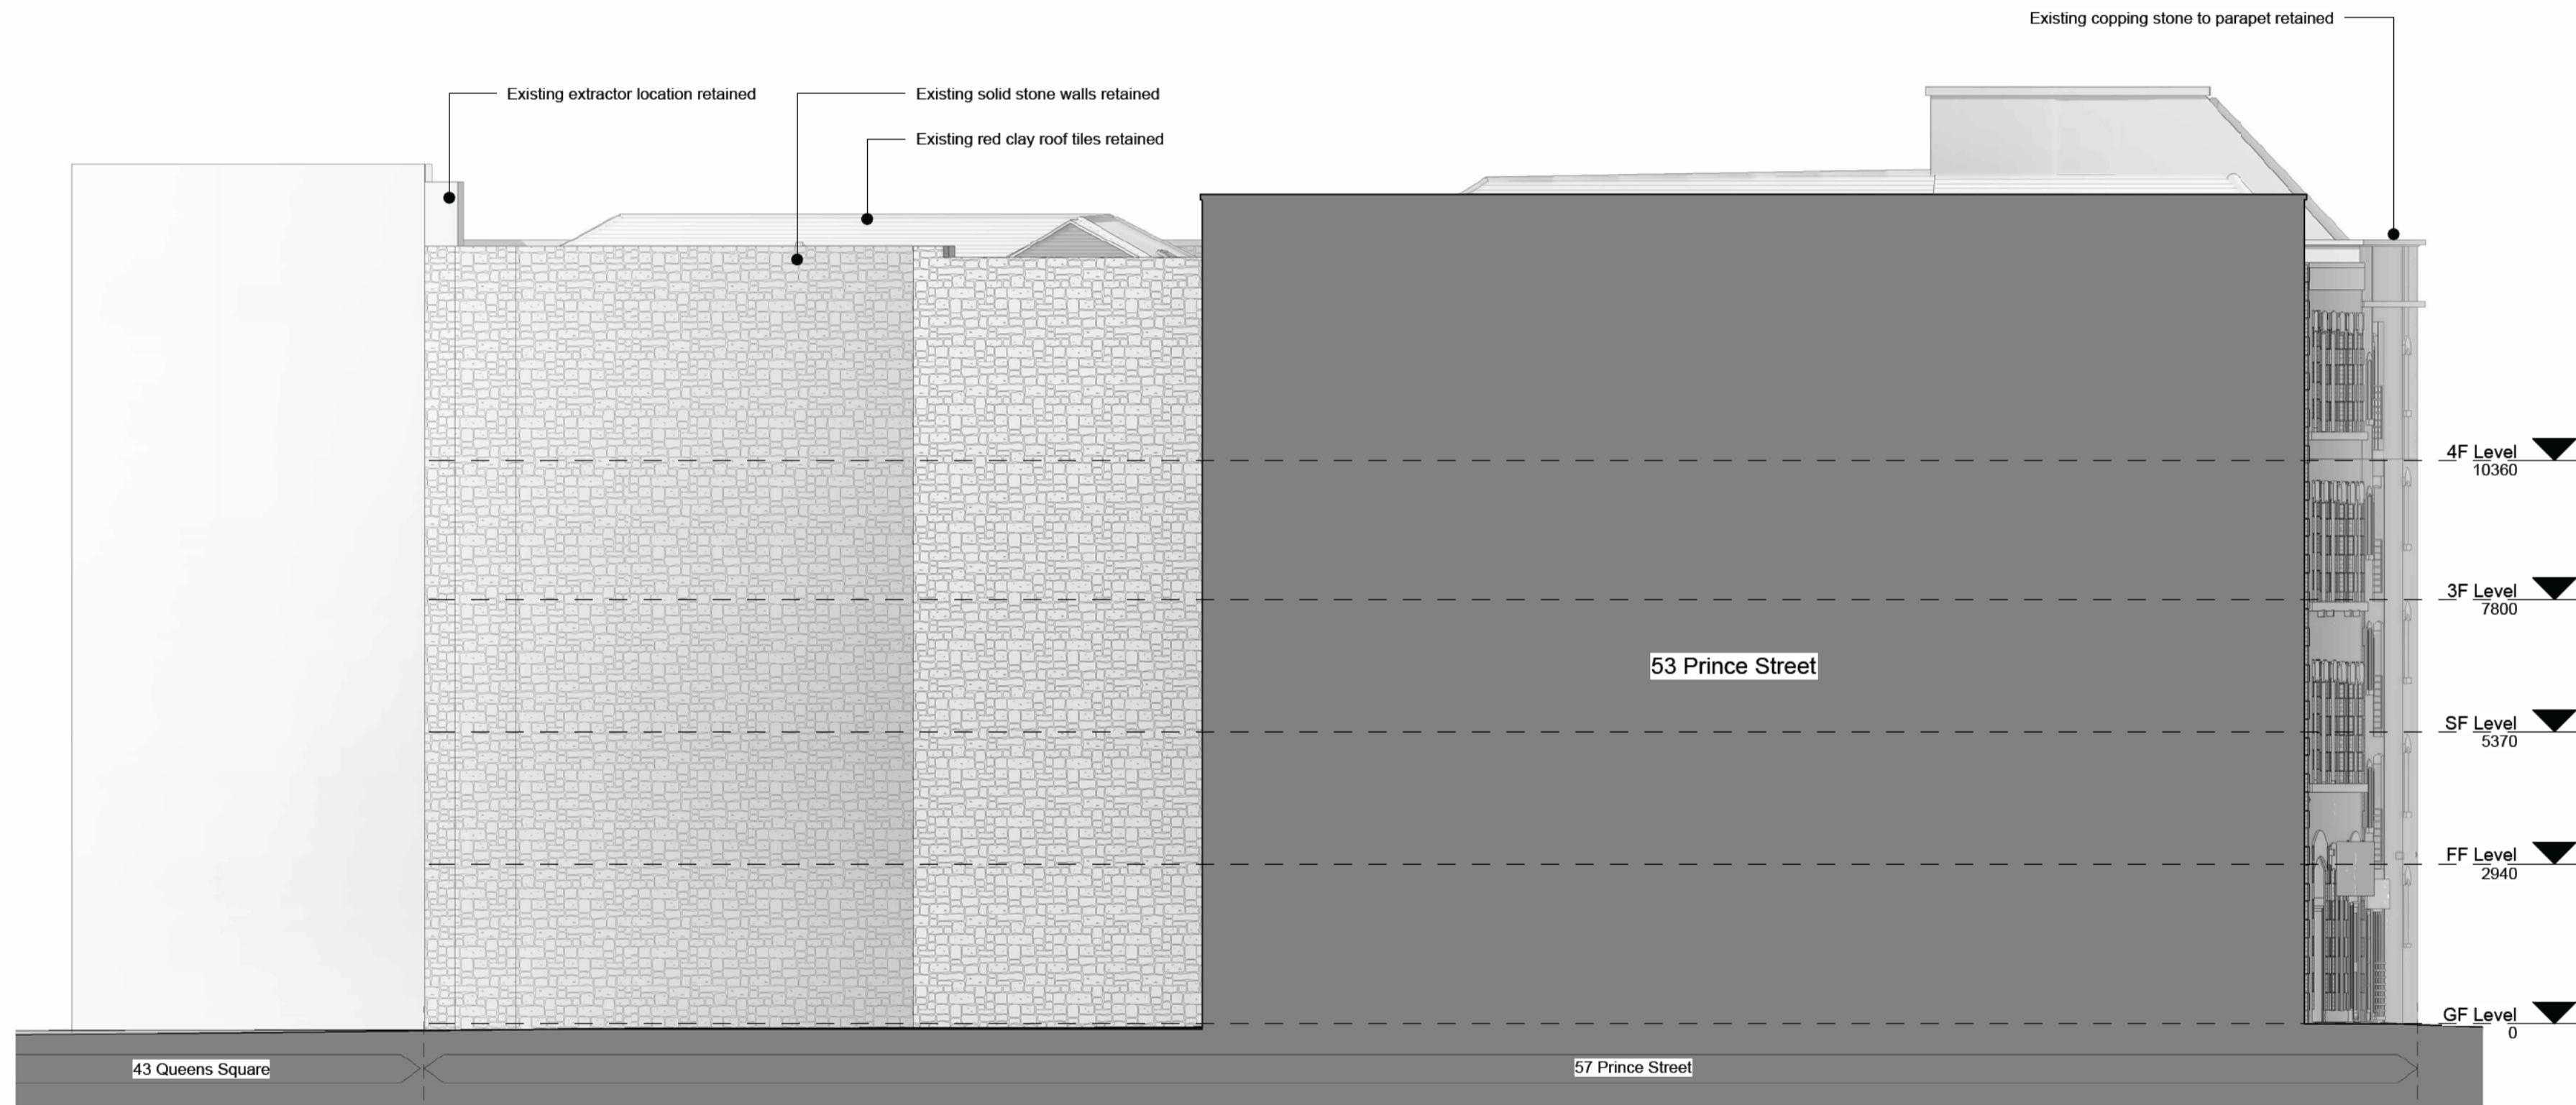 Existing copping stone to parapet retained
Existing extractor location retained
Existing solid stone walls retained
Existing red clay roof tiles retained
4F Level
10360
3F Level
7800
53 Prince Street
SF Level
5370
FF Level
2940
GF Level
0
43 Queens Square
57 Prince Street